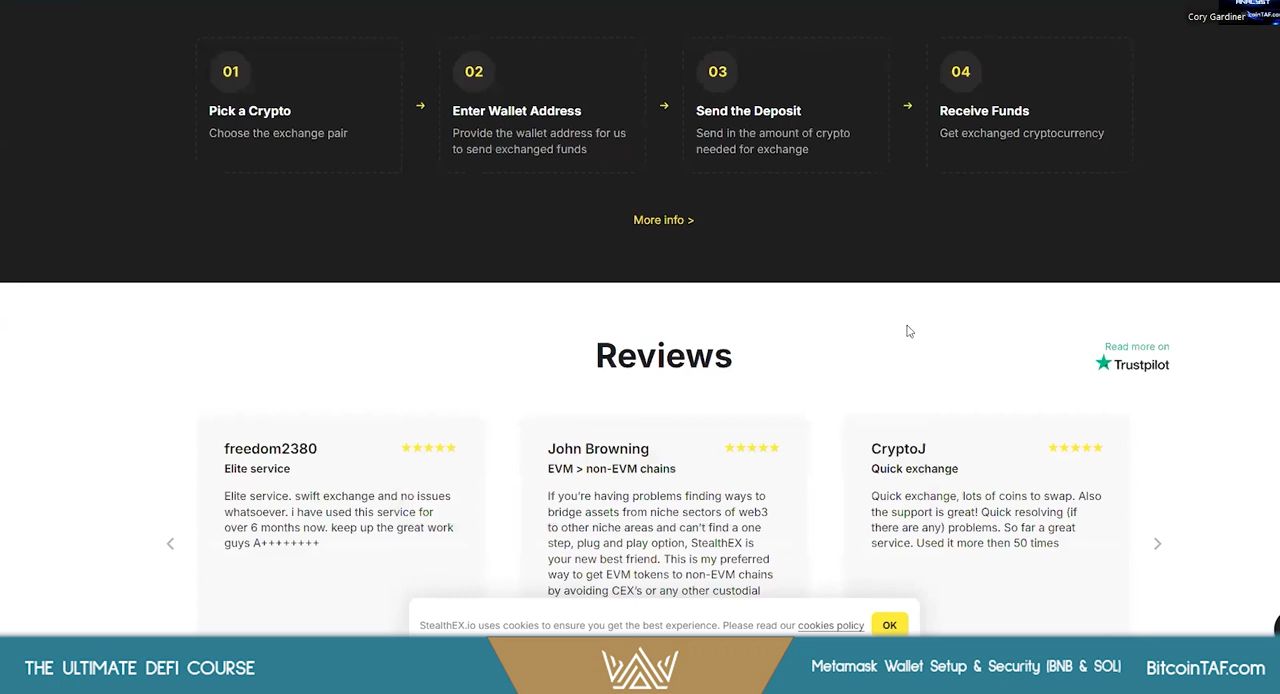 ANALYST
Cory Gardiner
01
Pick a Crypto
Choose the exchange pair
→
02
Enter Wallet Address
Provide the wallet address for us
to send exchanged funds
→
03
Send the Deposit
Send in the amount of crypto
needed for exchange
→
04
Receive Funds
Get exchanged cryptocurrency
More info >
Reviews
Read more on
Trustpilot
freedom2380
Elite service
Elite service. swift exchange and no issues
whatsoever. i have used this service for
over 6 months now. keep up the great work
guys A++++++++
John Browning
EVM > non-EVM chains
If you're having problems finding ways to
bridge assets from niche sectors of web3
to other niche areas and can't find a one
step, plug and play option, StealthEX is
your new best friend. This is my preferred
way to get EVM tokens to non-EVM chains
by avoiding CEX's or any other custodial
CryptoJ
Quick exchange
Quick exchange, lots of coins to swap. Also
the support is great! Quick resolving (if
there are any) problems. So far a great
service. Used it more then 50 times
StealthEX.io uses cookies to ensure you get the best experience. Please read our cookies policy
OK
THE ULTIMATE DEFI COURSE
Metamask Wallet Setup & Security (BNB & SOL)
BitcoinTAF.com